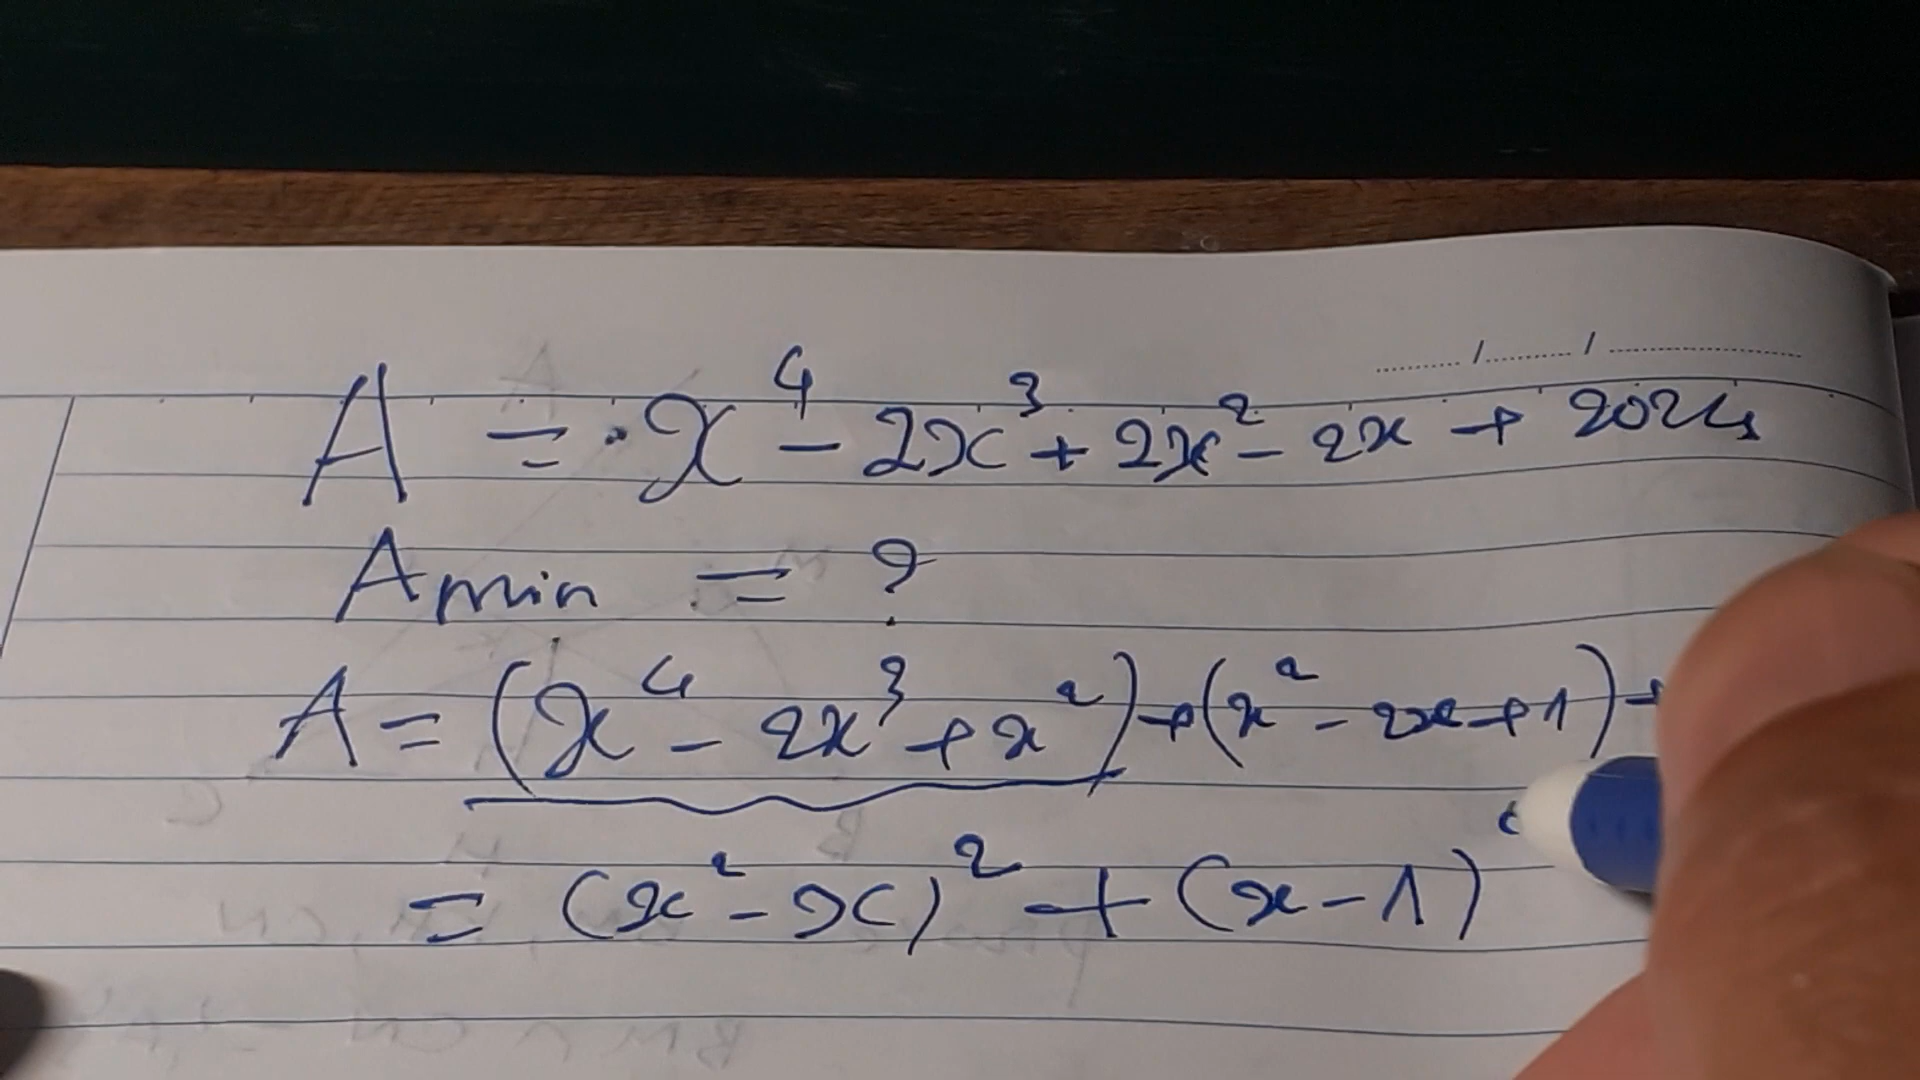 A = x⁴ - 2x³ + 2x² - 2x + 2024
Amin = ?
A = (x⁴ - 2x³ + x²) + (x² - 2x + 1) +
= (x² - x)² + (x - 1)